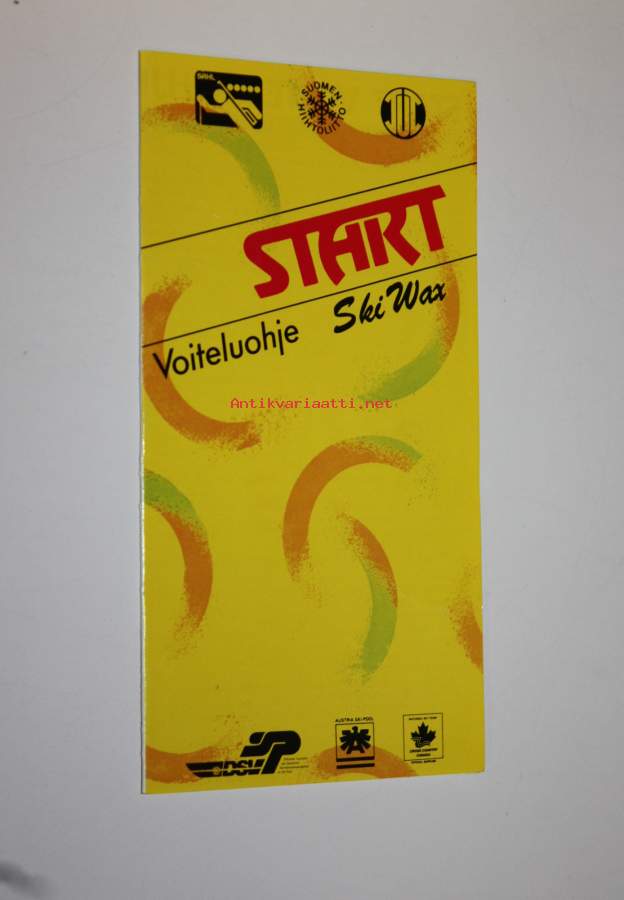 SAHL
SUOMEN HIIHTOLIITTO
START
Ski Wax
Voiteluohje
Antikvariaatti.net
DSV
AUSTRIA SKI-POOL